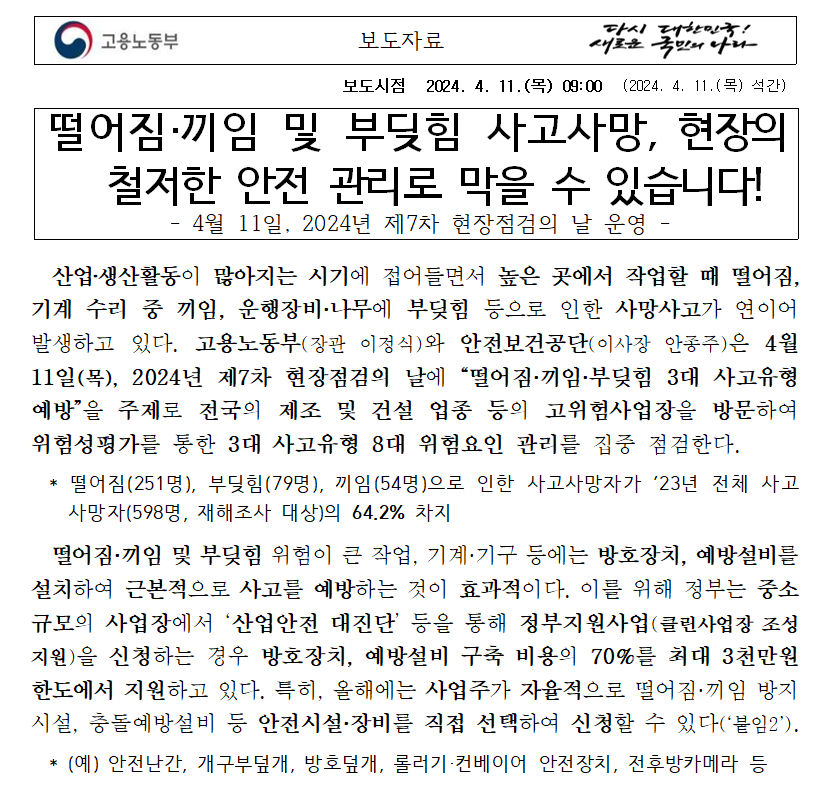 고용노동부
보도자료
다시 대한민국!
새로운 국민의 나라
보도시점 2024. 4. 11.(목) 09:00 (2024. 4. 11.(목) 석간)
떨어짐·끼임 및 부딪힘 사고사망, 현장의
철저한 안전 관리로 막을 수 있습니다!
- 4월 11일, 2024년 제7차 현장점검의 날 운영 -
산업·생산활동이 많아지는 시기에 접어들면서 높은 곳에서 작업할 때 떨어짐,
기계 수리 중 끼임, 운행장비·나무에 부딪힘 등으로 인한 사망사고가 연이어
발생하고 있다. 고용노동부(장관 이정식)와 안전보건공단(이사장 안종주)은 4월
11일(목), 2024년 제7차 현장점검의 날에 “떨어짐·끼임·부딪힘 3대 사고유형
예방”을 주제로 전국의 제조 및 건설 업종 등의 고위험사업장을 방문하여
위험성평가를 통한 3대 사고유형 8대 위험요인 관리를 집중 점검한다.
* 떨어짐(251명), 부딪힘(79명), 끼임(54명)으로 인한 사고사망자가 ’23년 전체 사고
사망자(598명, 재해조사 대상)의 64.2% 차지
떨어짐·끼임 및 부딪힘 위험이 큰 작업, 기계·기구 등에는 방호장치, 예방설비를
설치하여 근본적으로 사고를 예방하는 것이 효과적이다. 이를 위해 정부는 중소
규모의 사업장에서 ‘산업안전 대진단’ 등을 통해 정부지원사업(클린사업장 조성
지원)을 신청하는 경우 방호장치, 예방설비 구축 비용의 70%를 최대 3천만원
한도에서 지원하고 있다. 특히, 올해에는 사업주가 자율적으로 떨어짐·끼임 방지
시설, 충돌예방설비 등 안전시설·장비를 직접 선택하여 신청할 수 있다(‘붙임2’).
* (예) 안전난간, 개구부덮개, 방호덮개, 롤러기·컨베이어 안전장치, 전후방카메라 등